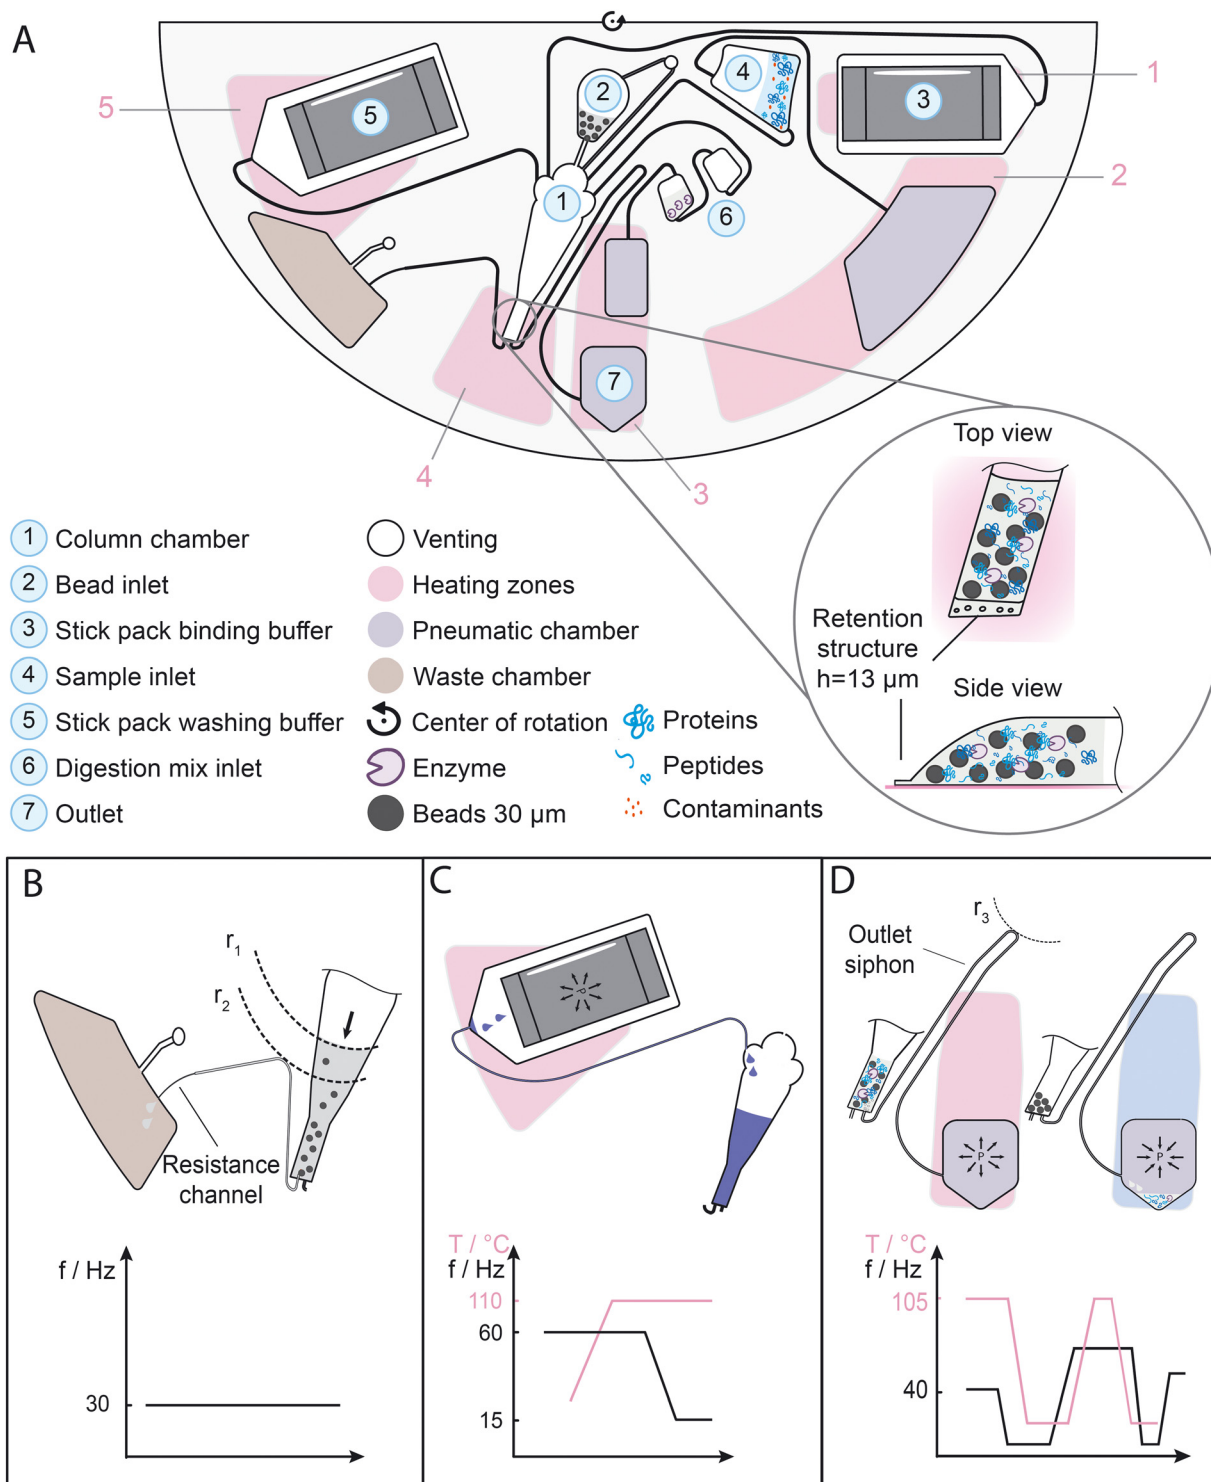 A
5
5
2
4
3
1
1
6
2
7
4
3
Top view
Retention
structure
h=13 µm
Side view
1 Column chamber
2 Bead inlet
3 Stick pack binding buffer
4 Sample inlet
5 Stick pack washing buffer
6 Digestion mix inlet
7 Outlet
Venting
Heating zones
Pneumatic chamber
Waste chamber
Center of rotation
Enzyme
Beads 30 µm
Proteins
Peptides
Contaminants
B
r1
r2
Resistance
channel
f / Hz
30
C
P
T / °C
f / Hz
110
60
15
D
r3
Outlet
siphon
P
P
T / °C
f / Hz
105
40